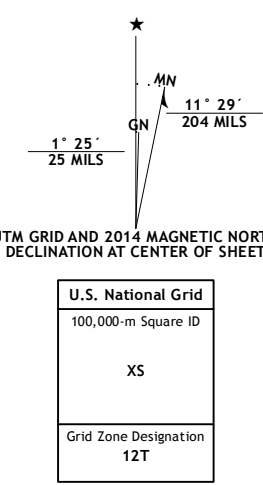 MN
GN
11° 29´
204 MILS
1° 25´
25 MILS
UTM GRID AND 2014 MAGNETIC NORT
DECLINATION AT CENTER OF SHEET
U.S. National Grid
100,000-m Square ID
XS
Grid Zone Designation
12T